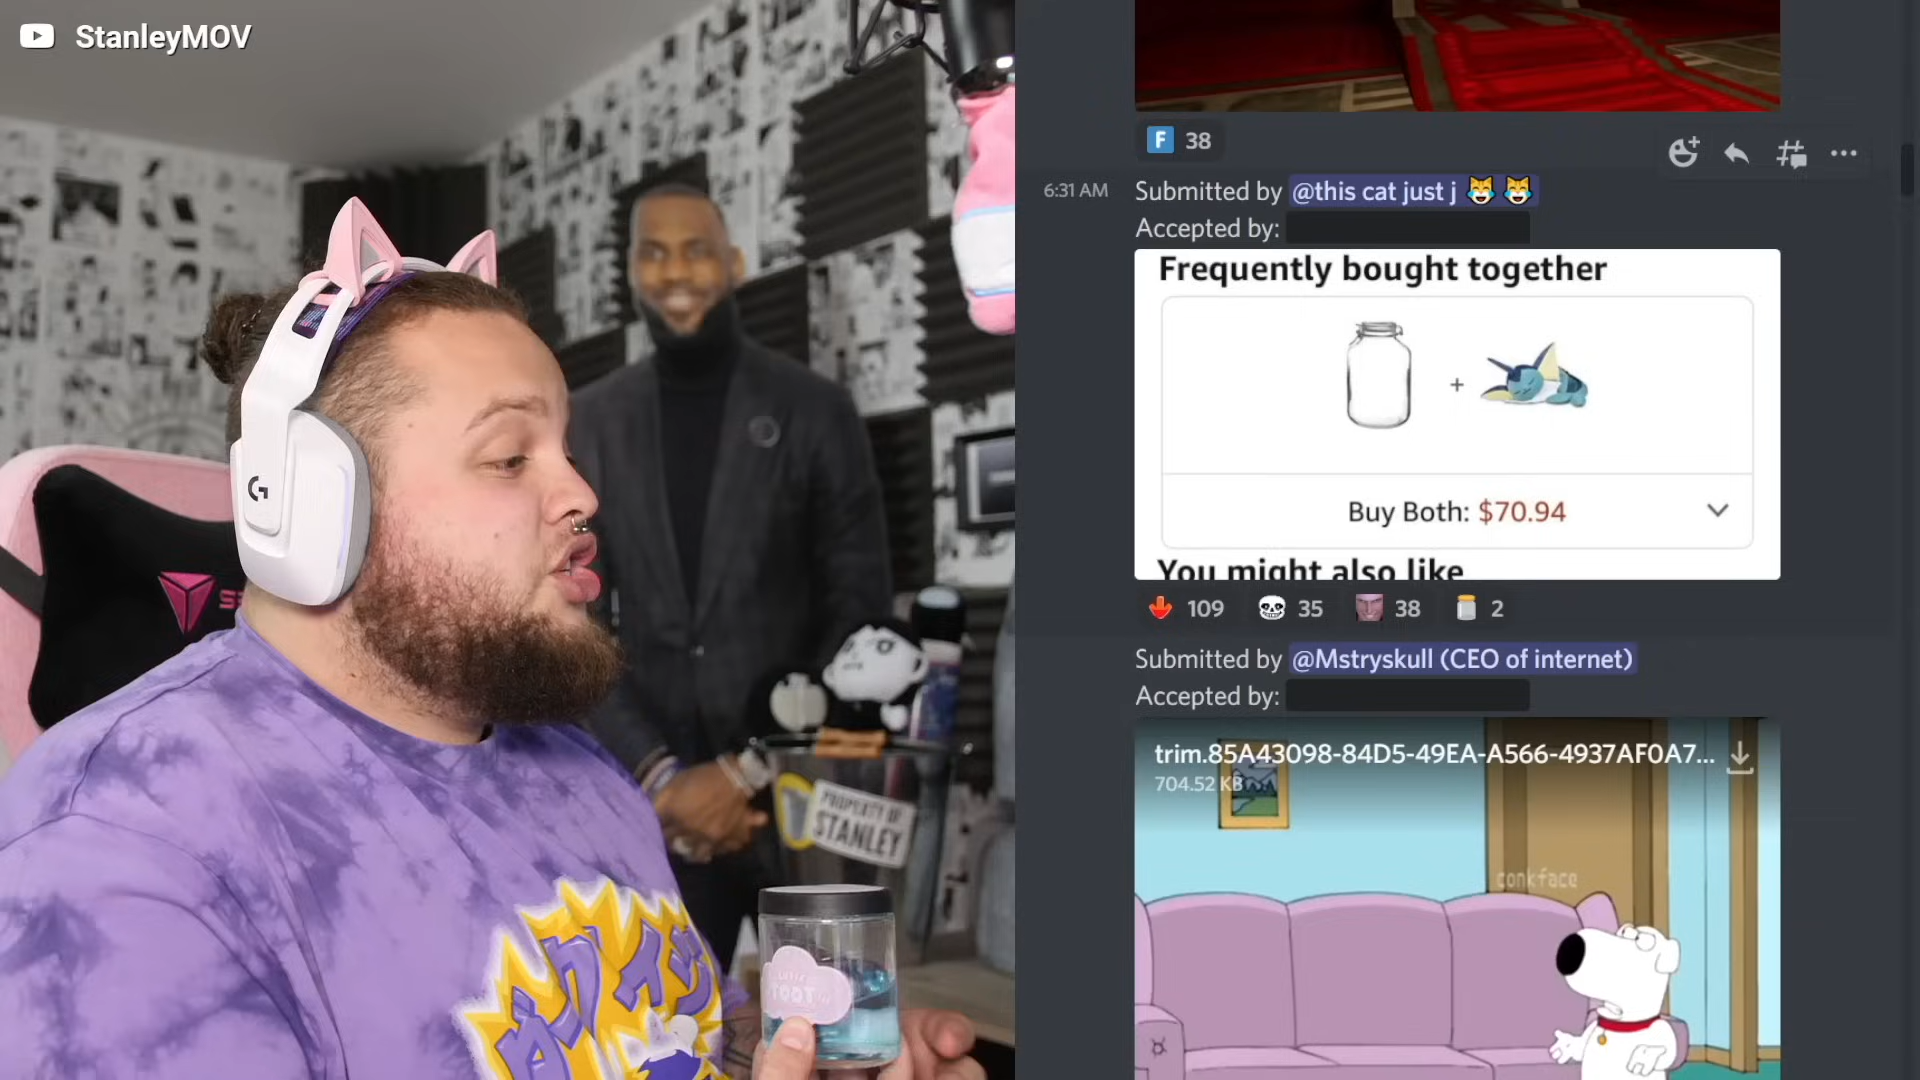 StanleyMOV
PROPERTY OF
STANLEY
F 38
6:31 AM
Submitted by @this cat just j
Accepted by:
Frequently bought together
+
Buy Both: $70.94
You might also like
109 35 38 2
Submitted by @Mstryskull (CEO of internet)
Accepted by:
trim.85A43098-84D5-49EA-A566-4937AF0A7...
704.52 KB
conkface